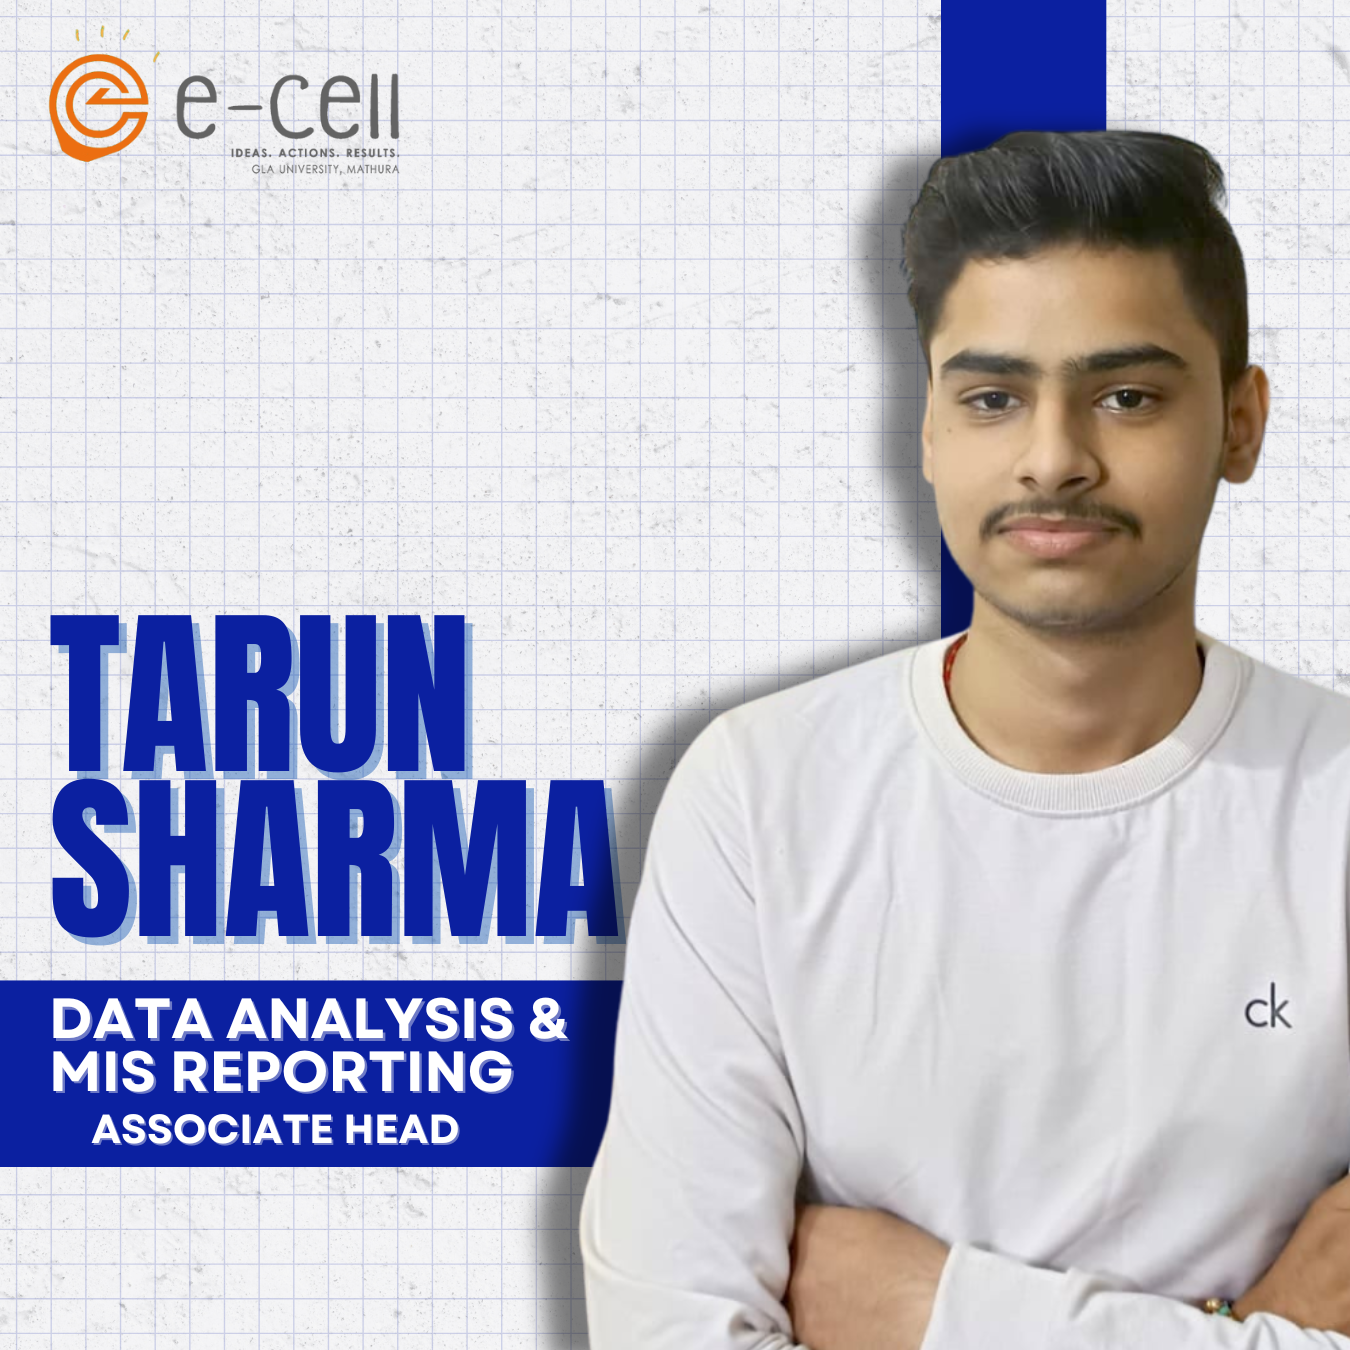 e-cell
IDEAS. ACTIONS. RESULTS.
GLA UNIVERSITY, MATHURA
TARUN
SHARMA
DATA ANALYSIS &
MIS REPORTING
ASSOCIATE HEAD
ck